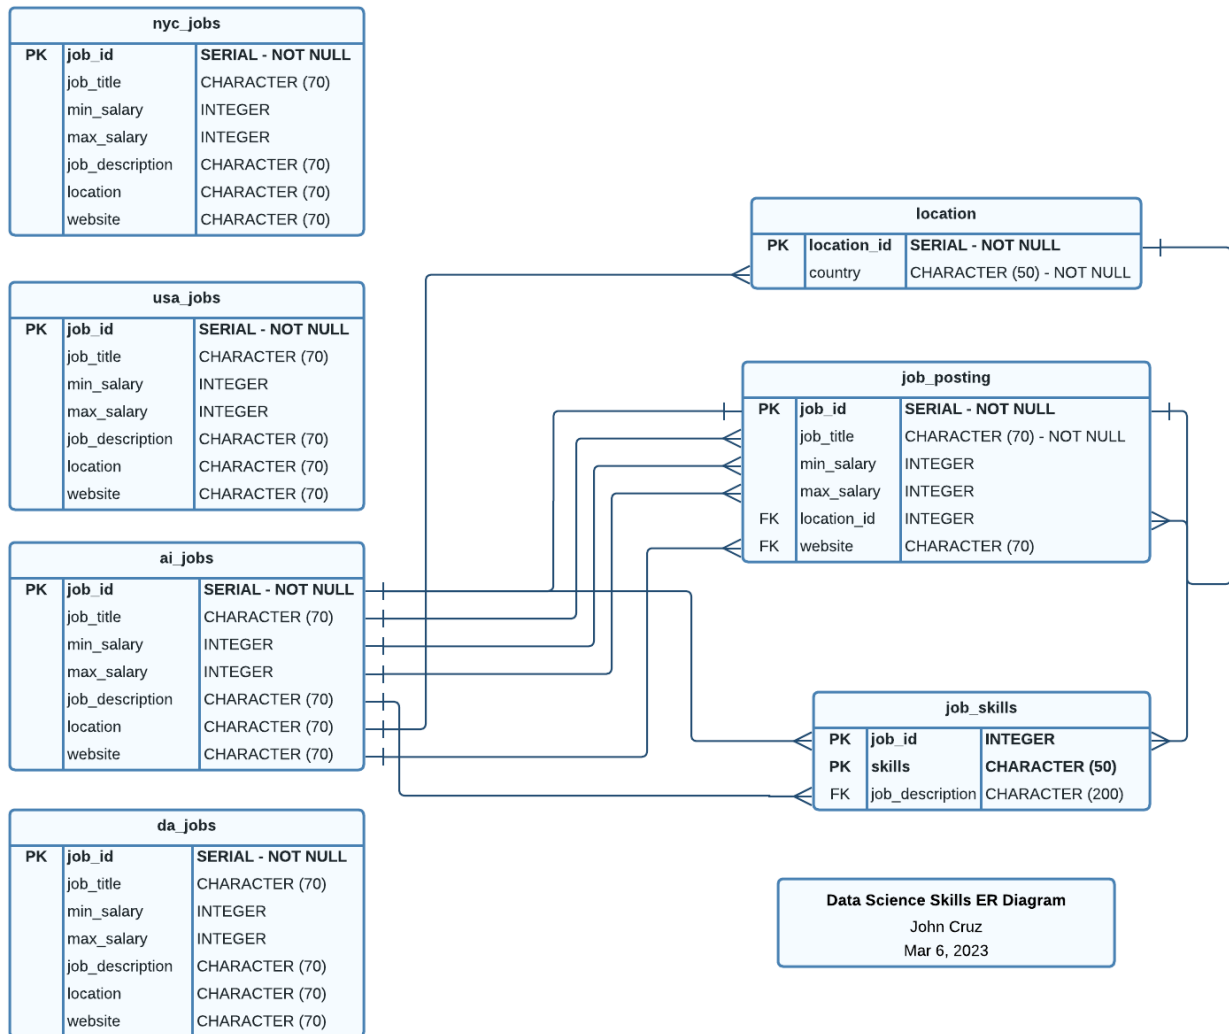 nyc_jobs
PK job_id SERIAL - NOT NULL
job_title CHARACTER (70)
min_salary INTEGER
max_salary INTEGER
job_description CHARACTER (70)
location CHARACTER (70)
website CHARACTER (70)
usa_jobs
PK job_id SERIAL - NOT NULL
job_title CHARACTER (70)
min_salary INTEGER
max_salary INTEGER
job_description CHARACTER (70)
location CHARACTER (70)
website CHARACTER (70)
ai_jobs
PK job_id SERIAL - NOT NULL
job_title CHARACTER (70)
min_salary INTEGER
max_salary INTEGER
job_description CHARACTER (70)
location CHARACTER (70)
website CHARACTER (70)
da_jobs
PK job_id SERIAL - NOT NULL
job_title CHARACTER (70)
min_salary INTEGER
max_salary INTEGER
job_description CHARACTER (70)
location CHARACTER (70)
website CHARACTER (70)
location
PK location_id SERIAL - NOT NULL
country CHARACTER (50) - NOT NULL
job_posting
PK job_id SERIAL - NOT NULL
job_title CHARACTER (70) - NOT NULL
min_salary INTEGER
max_salary INTEGER
FK location_id INTEGER
FK website CHARACTER (70)
job_skills
PK job_id INTEGER
PK skills CHARACTER (50)
FK job_description CHARACTER (200)
Data Science Skills ER Diagram
John Cruz
Mar 6, 2023